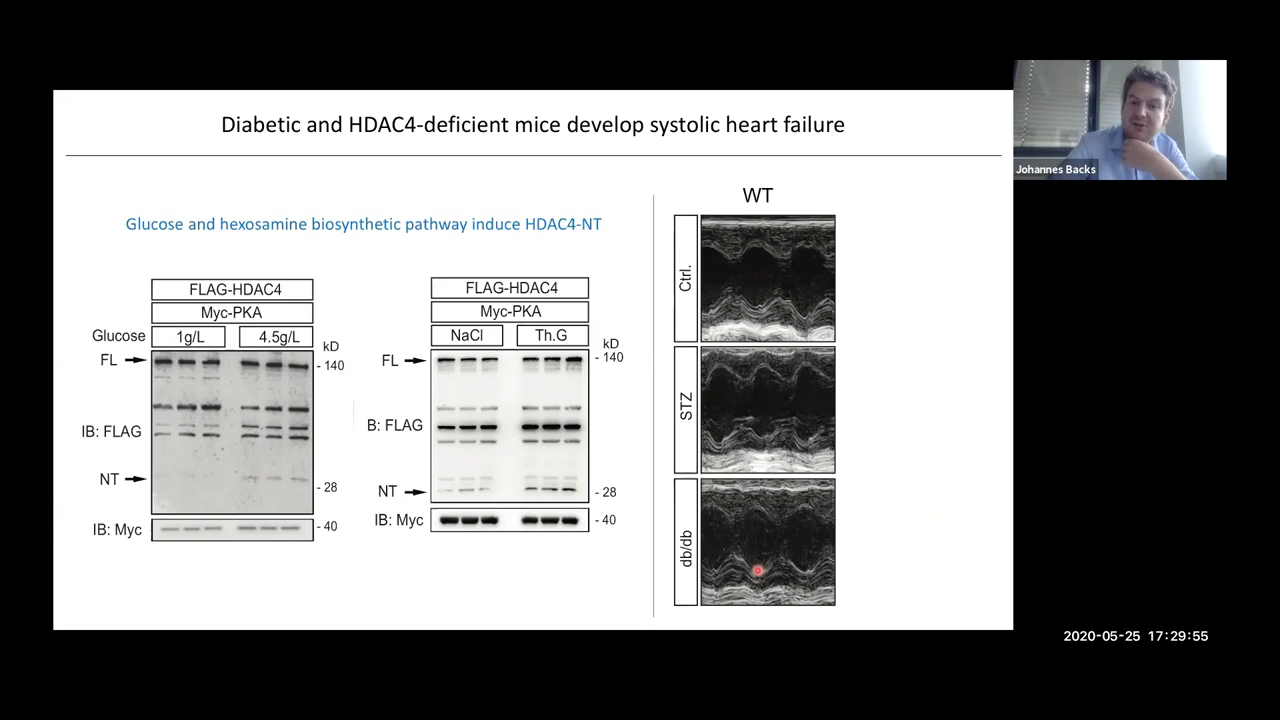 Diabetic and HDAC4-deficient mice develop systolic heart failure
Johannes Backs
Glucose and hexosamine biosynthetic pathway induce HDAC4-NT
FLAG-HDAC4
Myc-PKA
Glucose 1g/L 4.5g/L
kD
FL
- 140
IB: FLAG
NT
- 28
IB: Myc
- 40
FLAG-HDAC4
Myc-PKA
NaCl Th.G
kD
FL
- 140
B: FLAG
NT
- 28
IB: Myc
- 40
WT
Ctrl.
STZ
db/db
2020-05-25 17:29:55